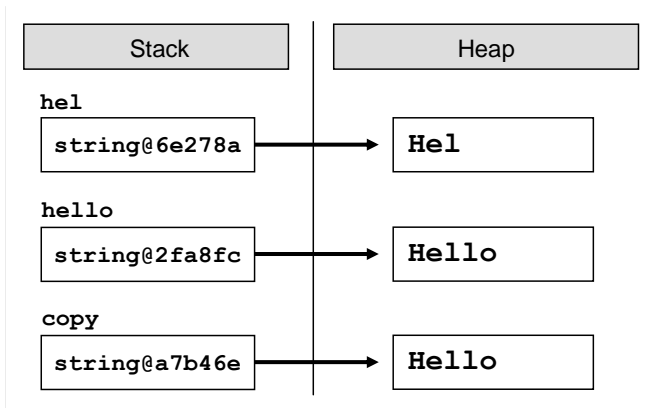 Stack Heap
hel
string@6e278a Hel
hello
string@2fa8fc Hello
copy
string@a7b46e Hello